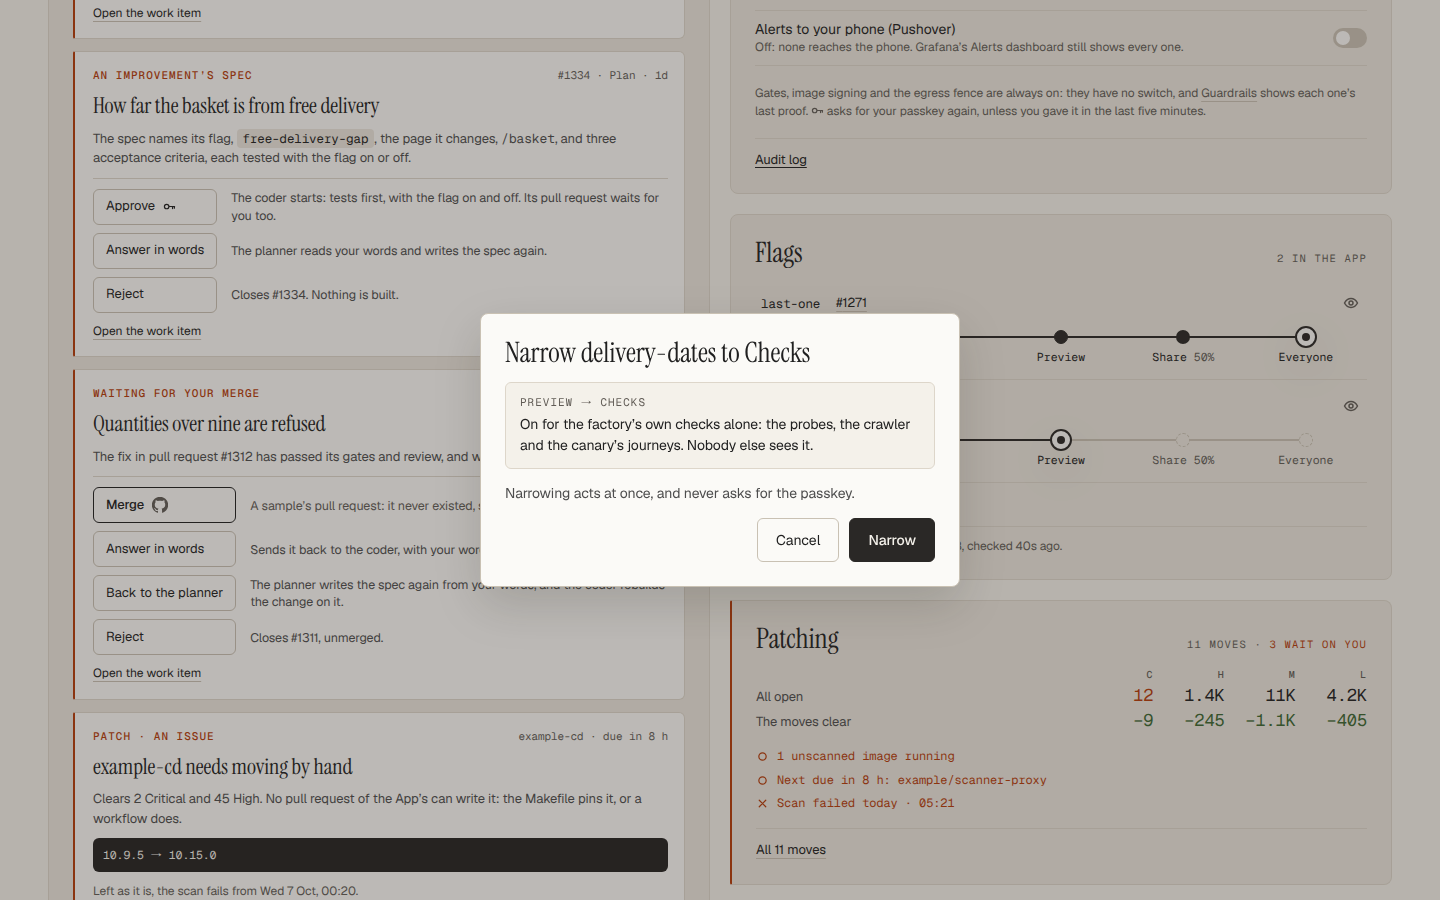 Open the work item
AN IMPROVEMENT'S SPEC
#1334 · Plan · 1d
How far the basket is from free delivery
The spec names its flag, free-delivery-gap, the page it changes, /basket, and three
acceptance criteria, each tested with the flag on or off.
Approve
The coder starts: tests first, with the flag on and off. Its pull request waits for
you too.
Answer in words
The planner reads your words and writes the spec again.
Reject
Closes #1334. Nothing is built.
Open the work item
WAITING FOR YOUR MERGE
Quantities over nine are refused
The fix in pull request #1312 has passed its gates and review, and w
Merge
A sample's pull request: it never existed,
Answer in words
Sends it back to the coder, with your wor
Back to the planner
The planner writes the spec again from your words, and the coder rebuilds
the change on it.
Reject
Closes #1311, unmerged.
Open the work item
PATCH · AN ISSUE
example-cd · due in 8 h
example-cd needs moving by hand
Clears 2 Critical and 45 High. No pull request of the App's can write it: the Makefile pins it, or a
workflow does.
10.9.5 → 10.15.0
Left as it is, the scan fails from Wed 7 Oct, 00:20.
Alerts to your phone (Pushover)
Off: none reaches the phone. Grafana's Alerts dashboard still shows every one.
Gates, image signing and the egress fence are always on: they have no switch, and Guardrails shows each one's
last proof. asks for your passkey again, unless you gave it in the last five minutes.
Audit log
Flags
2 IN THE APP
last-one #1271
Preview
Share 50%
Everyone
Preview
Share 50%
Everyone
, checked 40s ago.
Narrow delivery-dates to Checks
PREVIEW → CHECKS
On for the factory's own checks alone: the probes, the crawler
and the canary's journeys. Nobody else sees it.
Narrowing acts at once, and never asks for the passkey.
Cancel
Narrow
Patching
11 MOVES · 3 WAIT ON YOU
C H M L
All open 12 1.4K 11K 4.2K
The moves clear −9 −245 −1.1K −405
1 unscanned image running
Next due in 8 h: example/scanner-proxy
Scan failed today · 05:21
All 11 moves